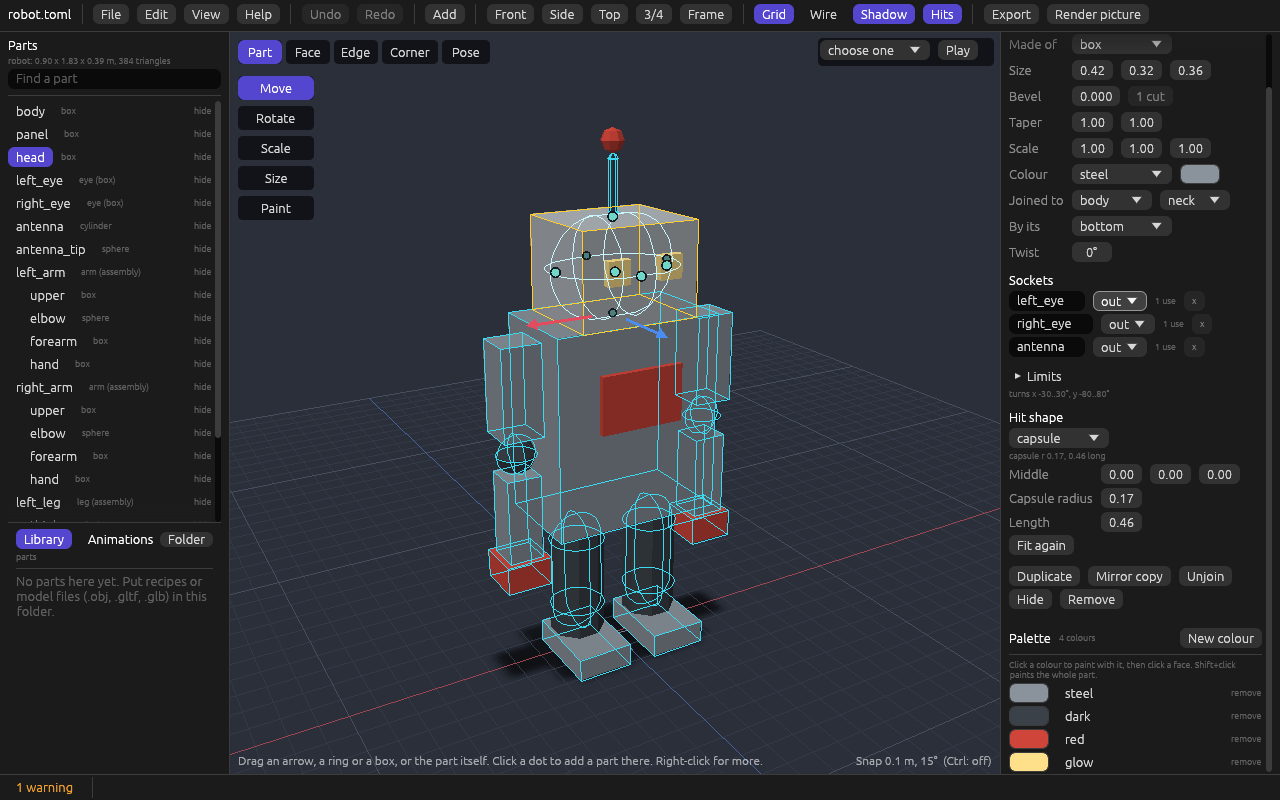 robot.toml File Edit View Help Undo Redo Add Front Side Top 3/4 Frame Grid Wire Shadow Hits Export Render picture
Parts
robot: 0.90 x 1.83 x 0.39 m, 384 triangles
Find a part
body box hide
panel box hide
head box hide
left_eye eye (box) hide
right_eye eye (box) hide
antenna cylinder hide
antenna_tip sphere hide
left_arm arm (assembly) hide
upper box hide
elbow sphere hide
forearm box hide
hand box hide
right_arm arm (assembly) hide
upper box hide
elbow sphere hide
forearm box hide
hand box hide
left_leg leg (assembly) hide
Library Animations Folder
parts
No parts here yet. Put recipes or
model files (.obj, .gltf, .glb) in this
folder.
Part Face Edge Corner Pose
choose one Play
Move
Rotate
Scale
Size
Paint
Drag an arrow, a ring or a box, or the part itself. Click a dot to add a part there. Right-click for more.
Snap 0.1 m, 15° (Ctrl: off)
Made of box
Size 0.42 0.32 0.36
Bevel 0.000 1 cut
Taper 1.00 1.00
Scale 1.00 1.00 1.00
Colour steel
Joined to body neck
By its bottom
Twist 0°
Sockets
left_eye out 1 use x
right_eye out 1 use x
antenna out 1 use x
Limits
turns x -30..30°, y -80..80°
Hit shape
capsule
capsule r 0.17, 0.46 long
Middle 0.00 0.00 0.00
Capsule radius 0.17
Length 0.46
Fit again
Duplicate Mirror copy Unjoin
Hide Remove
Palette 4 colours New colour
Click a colour to paint with it, then click a face. Shift+click
paints the whole part.
steel remove
dark remove
red remove
glow remove
1 warning